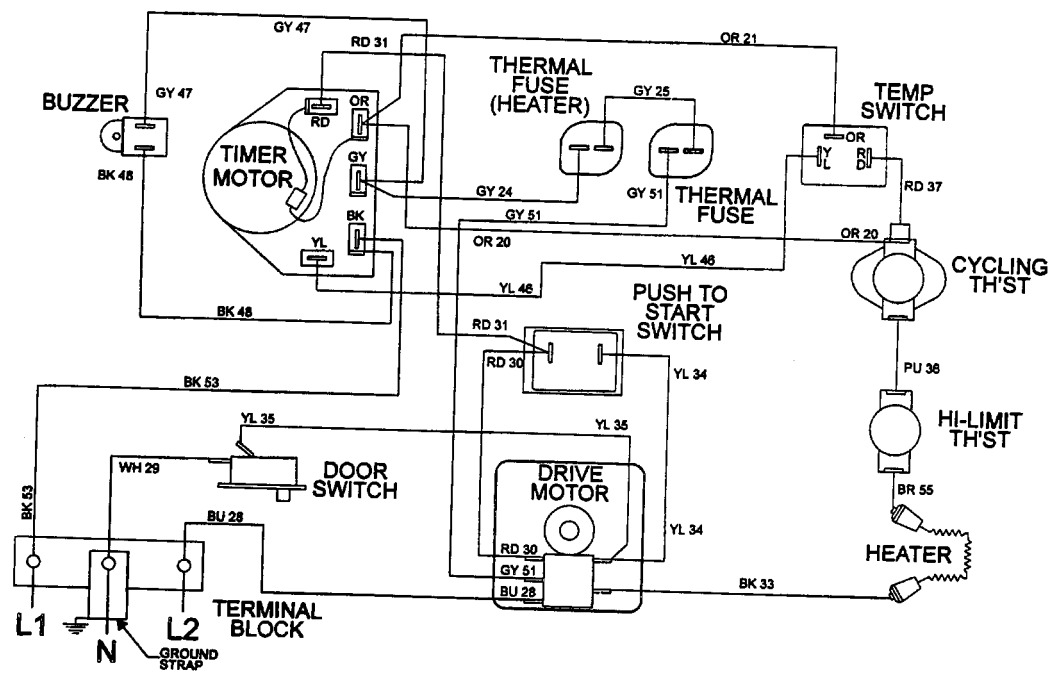 GY 47
RD 31
OR 21
THERMAL
FUSE
(HEATER)
GY 25
TEMP
SWITCH
BUZZER
GY 47
OR
RD
OR
Y
L
R
D
TIMER
MOTOR
GY
BK 48
GY 24
GY 51
THERMAL
FUSE
RD 37
BK
GY 51
OR 20
OR 20
YL
YL 46
CYCLING
TH'ST
YL 46
PUSH TO
START
SWITCH
BK 48
RD 31
RD 30
YL 34
PU 36
BK 53
HI-LIMIT
TH'ST
YL 35
YL 35
WH 29
DOOR
SWITCH
DRIVE
MOTOR
BK 53
BR 55
BU 28
YL 34
RD 30
HEATER
GY 51
BK 33
BU 28
L1
N
L2
TERMINAL
BLOCK
GROUND
STRAP